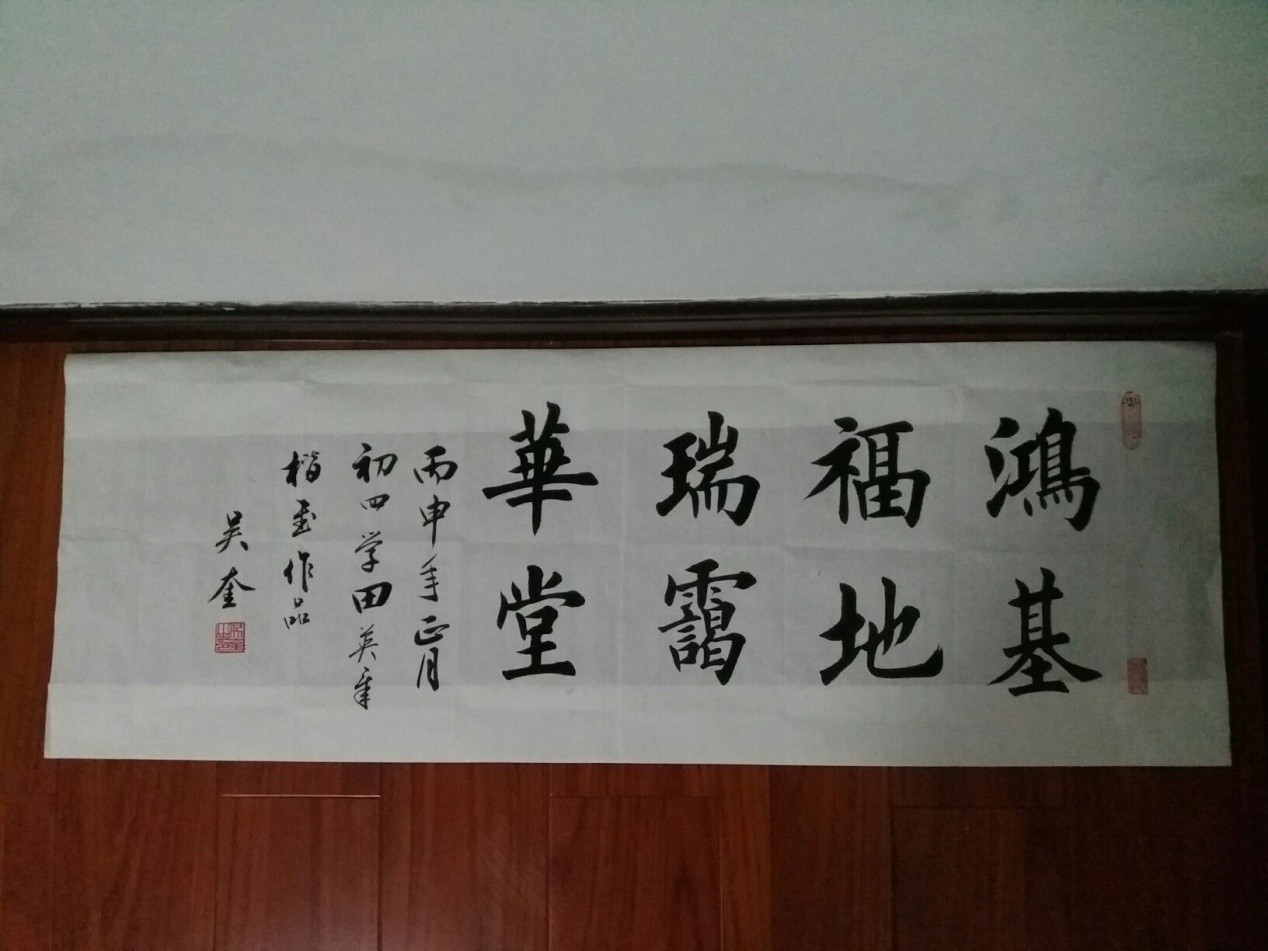 鴻基
福地
瑞靄
華堂
丙申年正月
初四学田英章
楷书作品
吴奎